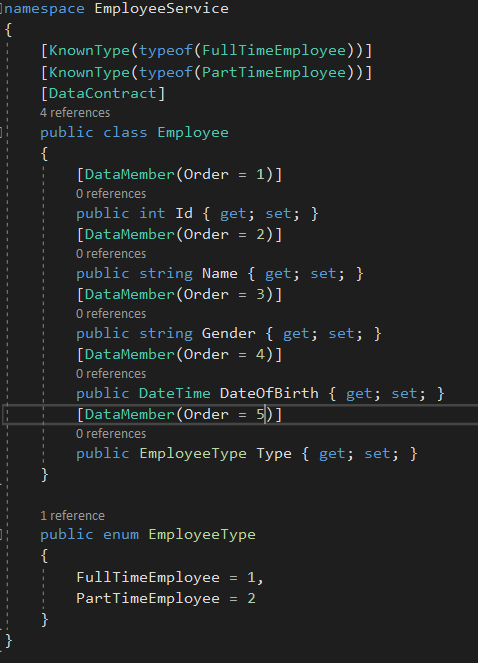 namespace EmployeeService
{
[KnownType(typeof(FullTimeEmployee))]
[KnownType(typeof(PartTimeEmployee))]
[DataContract]
4 references
public class Employee
{
[DataMember(Order = 1)]
0 references
public int Id { get; set; }
[DataMember(Order = 2)]
0 references
public string Name { get; set; }
[DataMember(Order = 3)]
0 references
public string Gender { get; set; }
[DataMember(Order = 4)]
0 references
public DateTime DateOfBirth { get; set; }
[DataMember(Order = 5)]
0 references
public EmployeeType Type { get; set; }
}
1 reference
public enum EmployeeType
{
FullTimeEmployee = 1,
PartTimeEmployee = 2
}
}